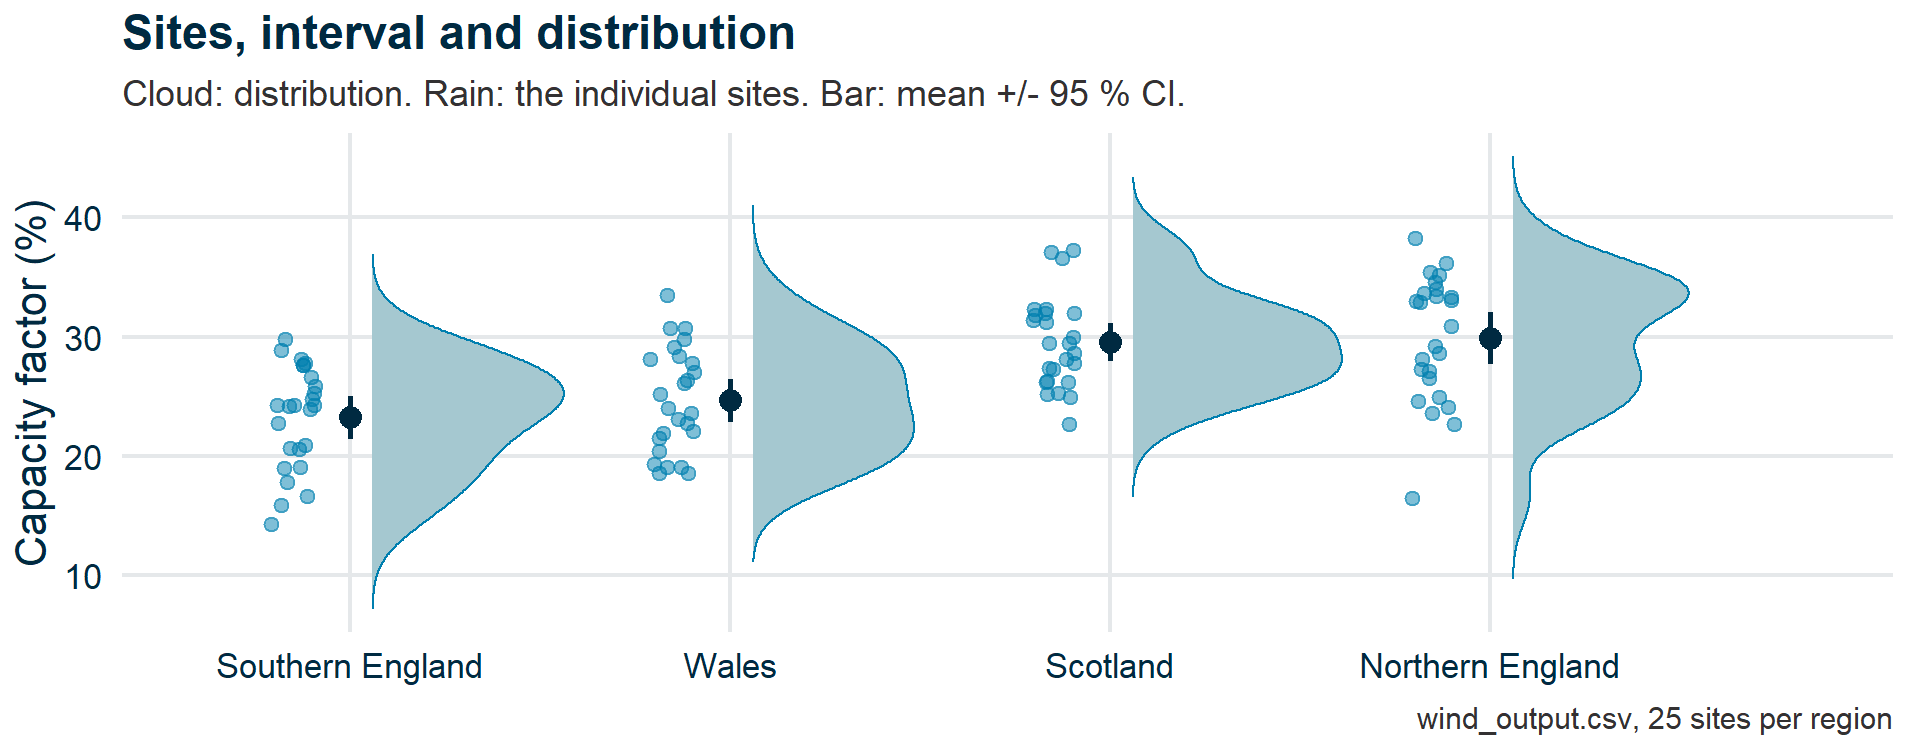 Sites, interval and distribution
Cloud: distribution. Rain: the individual sites. Bar: mean +/- 95 % CI.
Capacity factor (%)
40
30
20
10
Southern England
Wales
Scotland
Northern England
wind_output.csv, 25 sites per region